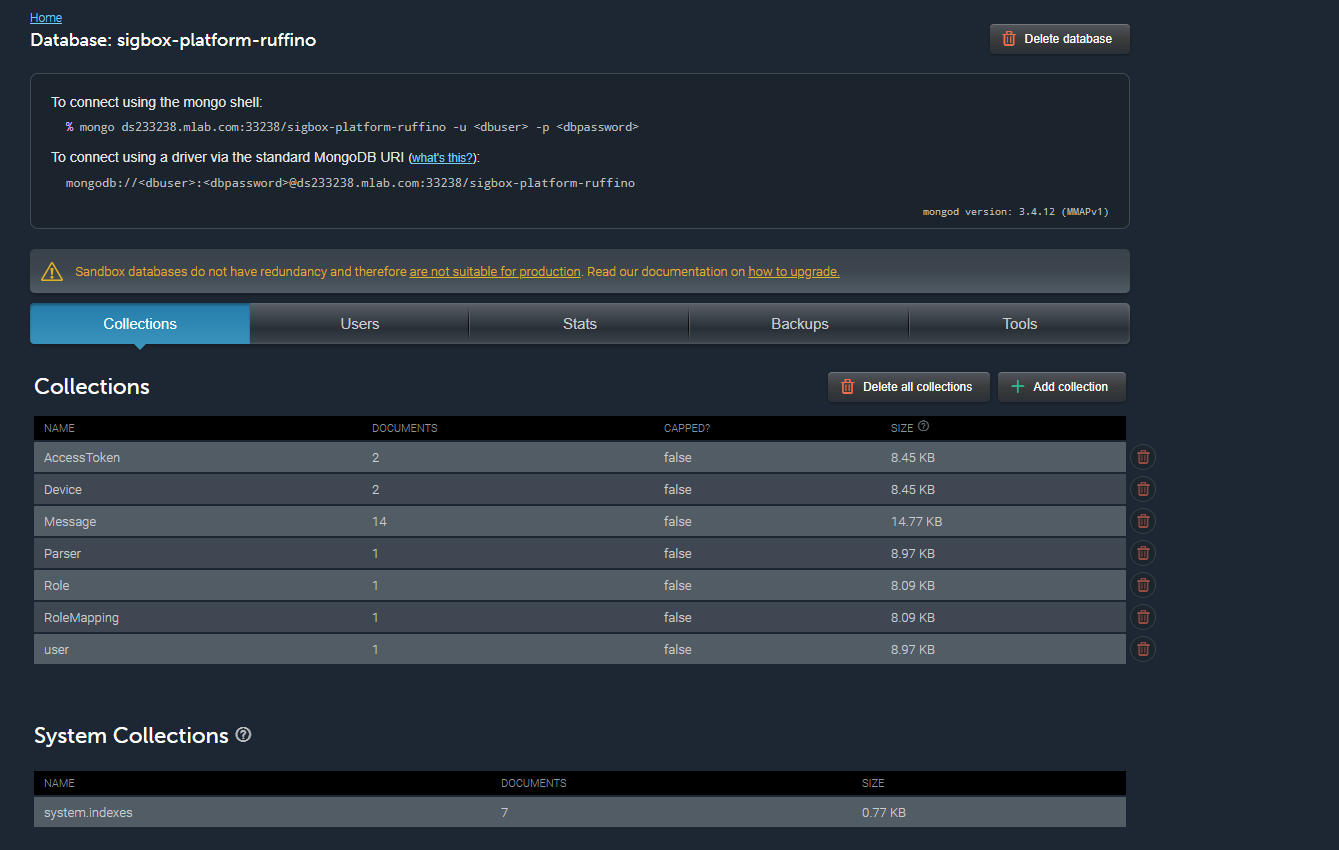 Home
Database: sigbox-platform-ruffino
Delete database
To connect using the mongo shell:
% mongo ds233238.mlab.com:33238/sigbox-platform-ruffino -u <dbuser> -p <dbpassword>
To connect using a driver via the standard MongoDB URI (what's this?):
mongodb://<dbuser>:<dbpassword>@ds233238.mlab.com:33238/sigbox-platform-ruffino
mongod version: 3.4.12 (MMAPv1)
Sandbox databases do not have redundancy and therefore are not suitable for production. Read our documentation on how to upgrade.
Collections Users Stats Backups Tools
Collections
Delete all collections
Add collection
NAME DOCUMENTS CAPPED? SIZE ?
AccessToken 2 false 8.45 KB
Device 2 false 8.45 KB
Message 14 false 14.77 KB
Parser 1 false 8.97 KB
Role 1 false 8.09 KB
RoleMapping 1 false 8.09 KB
user 1 false 8.97 KB
System Collections ?
NAME DOCUMENTS SIZE
system.indexes 7 0.77 KB